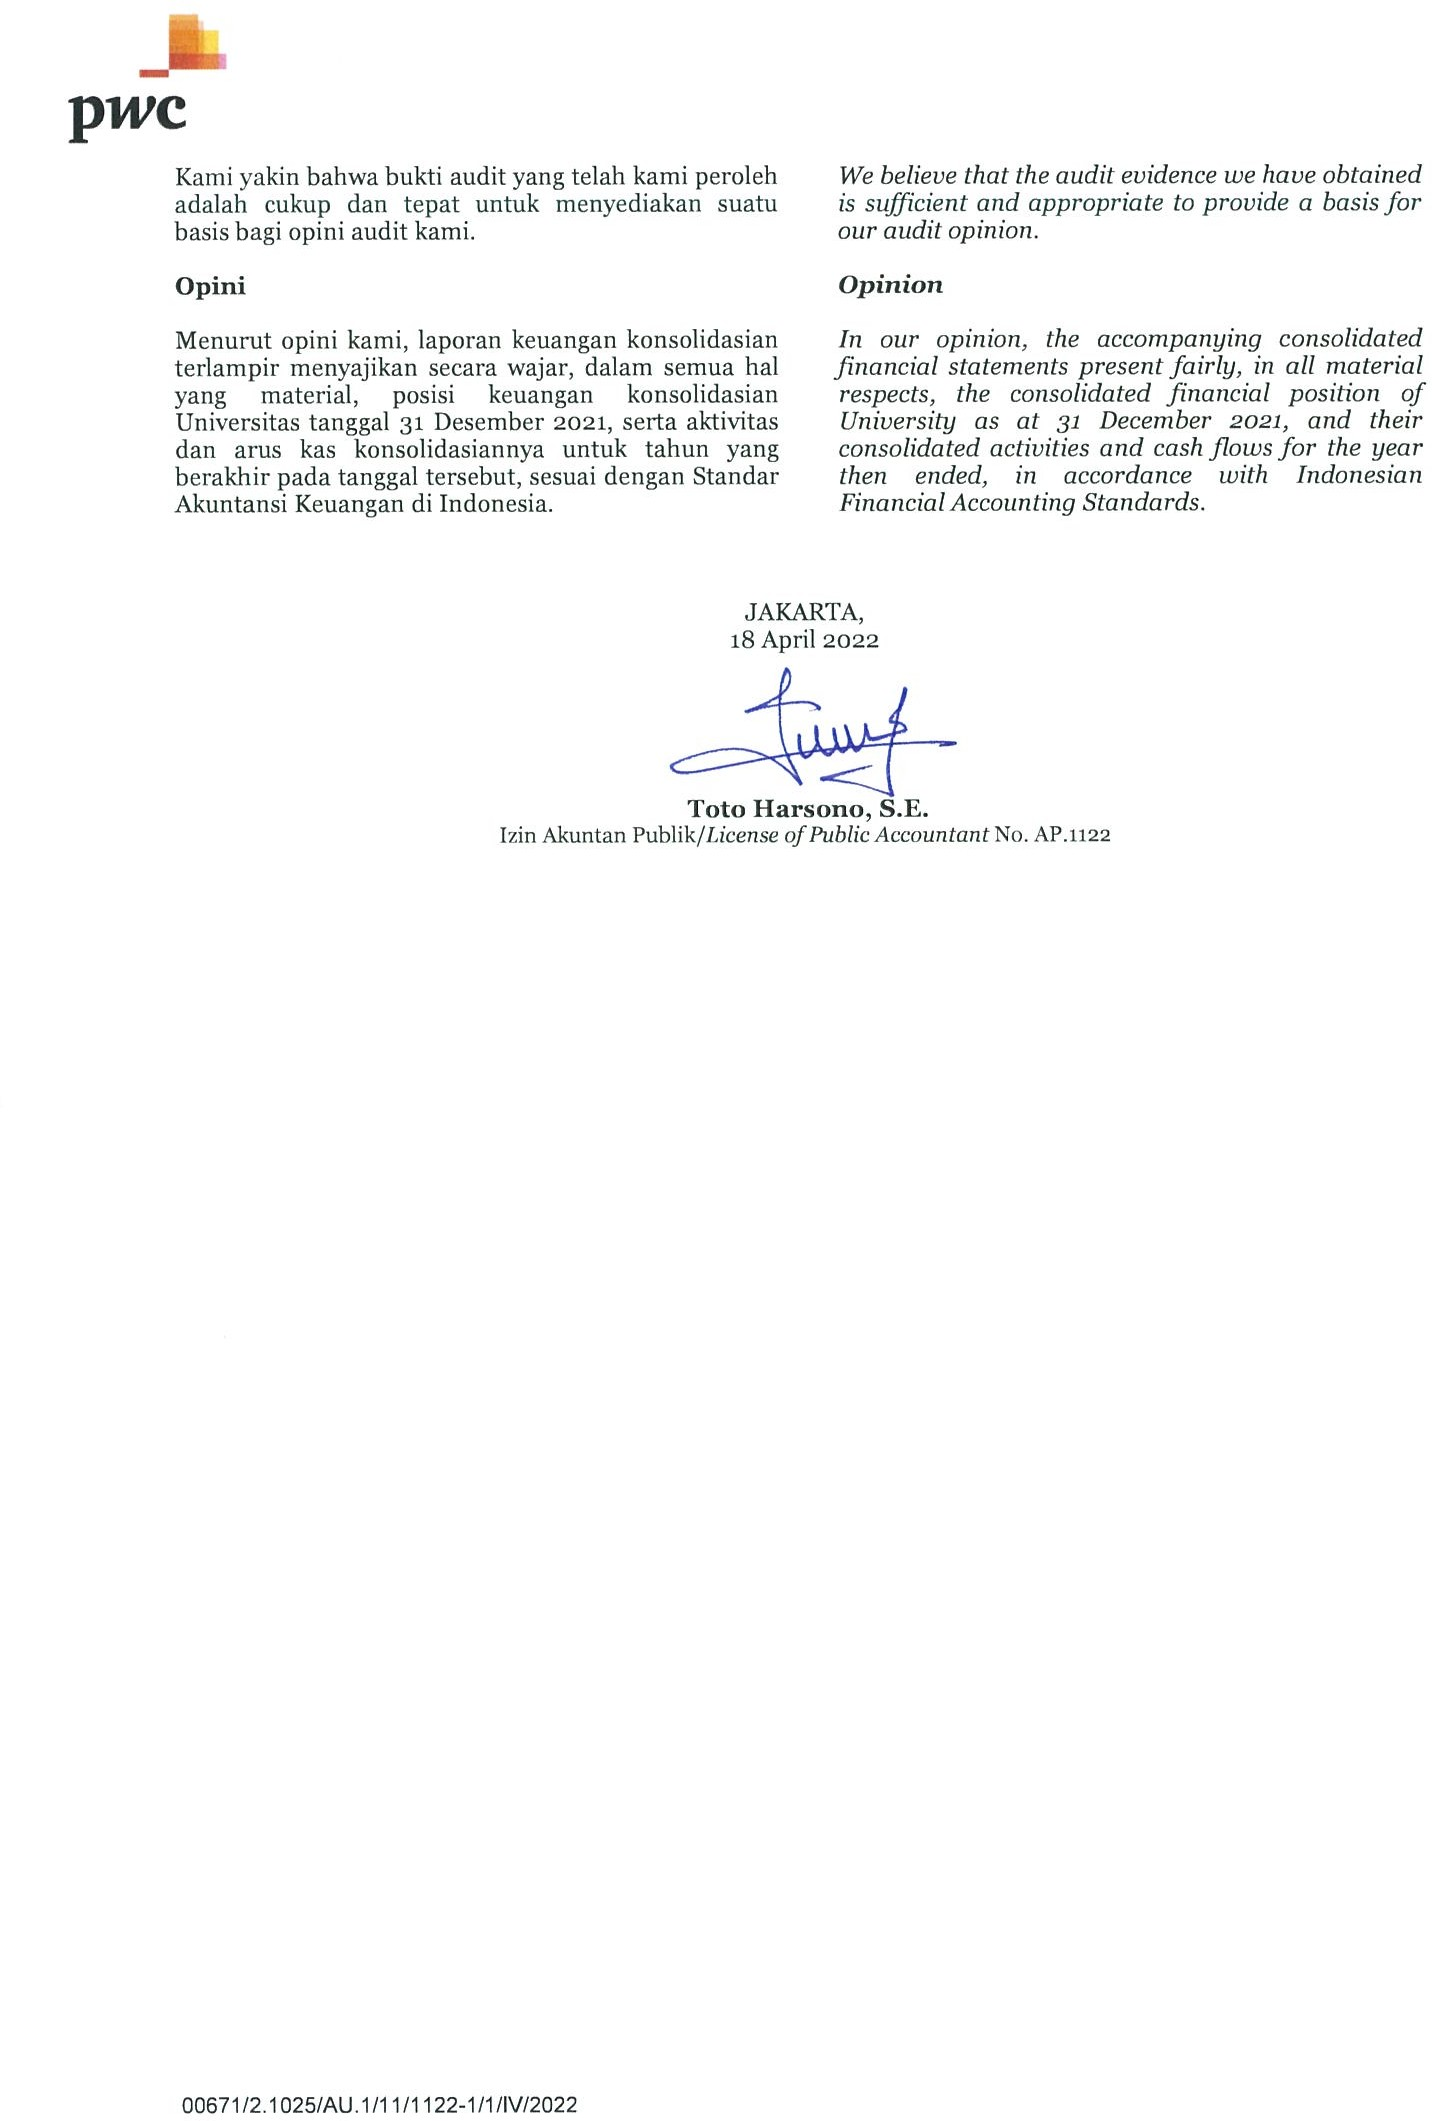 pwc
Kami yakin bahwa bukti audit yang telah kami peroleh
adalah cukup dan tepat untuk menyediakan suatu
basis bagi opini audit kami.
Opini
Menurut opini kami, laporan keuangan konsolidasian
terlampir menyajikan secara wajar, dalam semua hal
yang material, posisi keuangan konsolidasian
Universitas tanggal 31 Desember 2021, serta aktivitas
dan arus kas konsolidasiannya untuk tahun yang
berakhir pada tanggal tersebut, sesuai dengan Standar
Akuntansi Keuangan di Indonesia.
We believe that the audit evidence we have obtained
is sufficient and appropriate to provide a basis for
our audit opinion.
Opinion
In our opinion, the accompanying consolidated
financial statements present fairly, in all material
respects, the consolidated financial position of
University as at 31 December 2021, and their
consolidated activities and cash flows for the year
then ended, in accordance with Indonesian
Financial Accounting Standards.
JAKARTA,
18 April 2022
Toto Harsono, S.E.
Izin Akuntan Publik/License of Public Accountant No. AP.1122
00671/2.1025/AU.1/11/1122-1/1/IV/2022